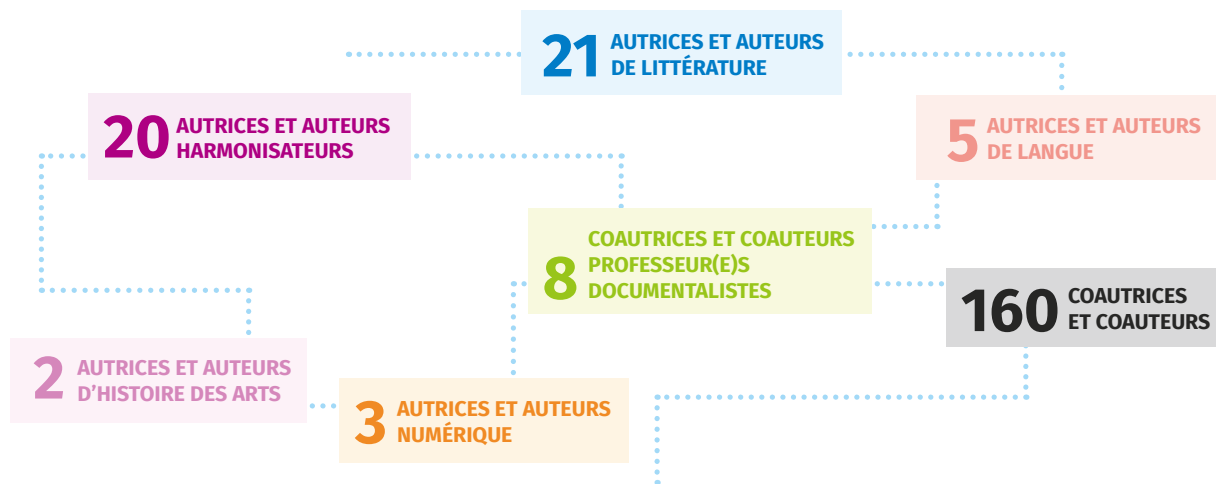 21 AUTRICES ET AUTEURS
DE LITTÉRATURE
20 AUTRICES ET AUTEURS
HARMONISATEURS
5 AUTRICES ET AUTEURS
DE LANGUE
8 COAUTRICES ET COAUTEURS
PROFESSEUR(E)S
DOCUMENTALISTES
160 COAUTRICES
ET COAUTEURS
2 AUTRICES ET AUTEURS
D’HISTOIRE DES ARTS
3 AUTRICES ET AUTEURS
NUMÉRIQUE